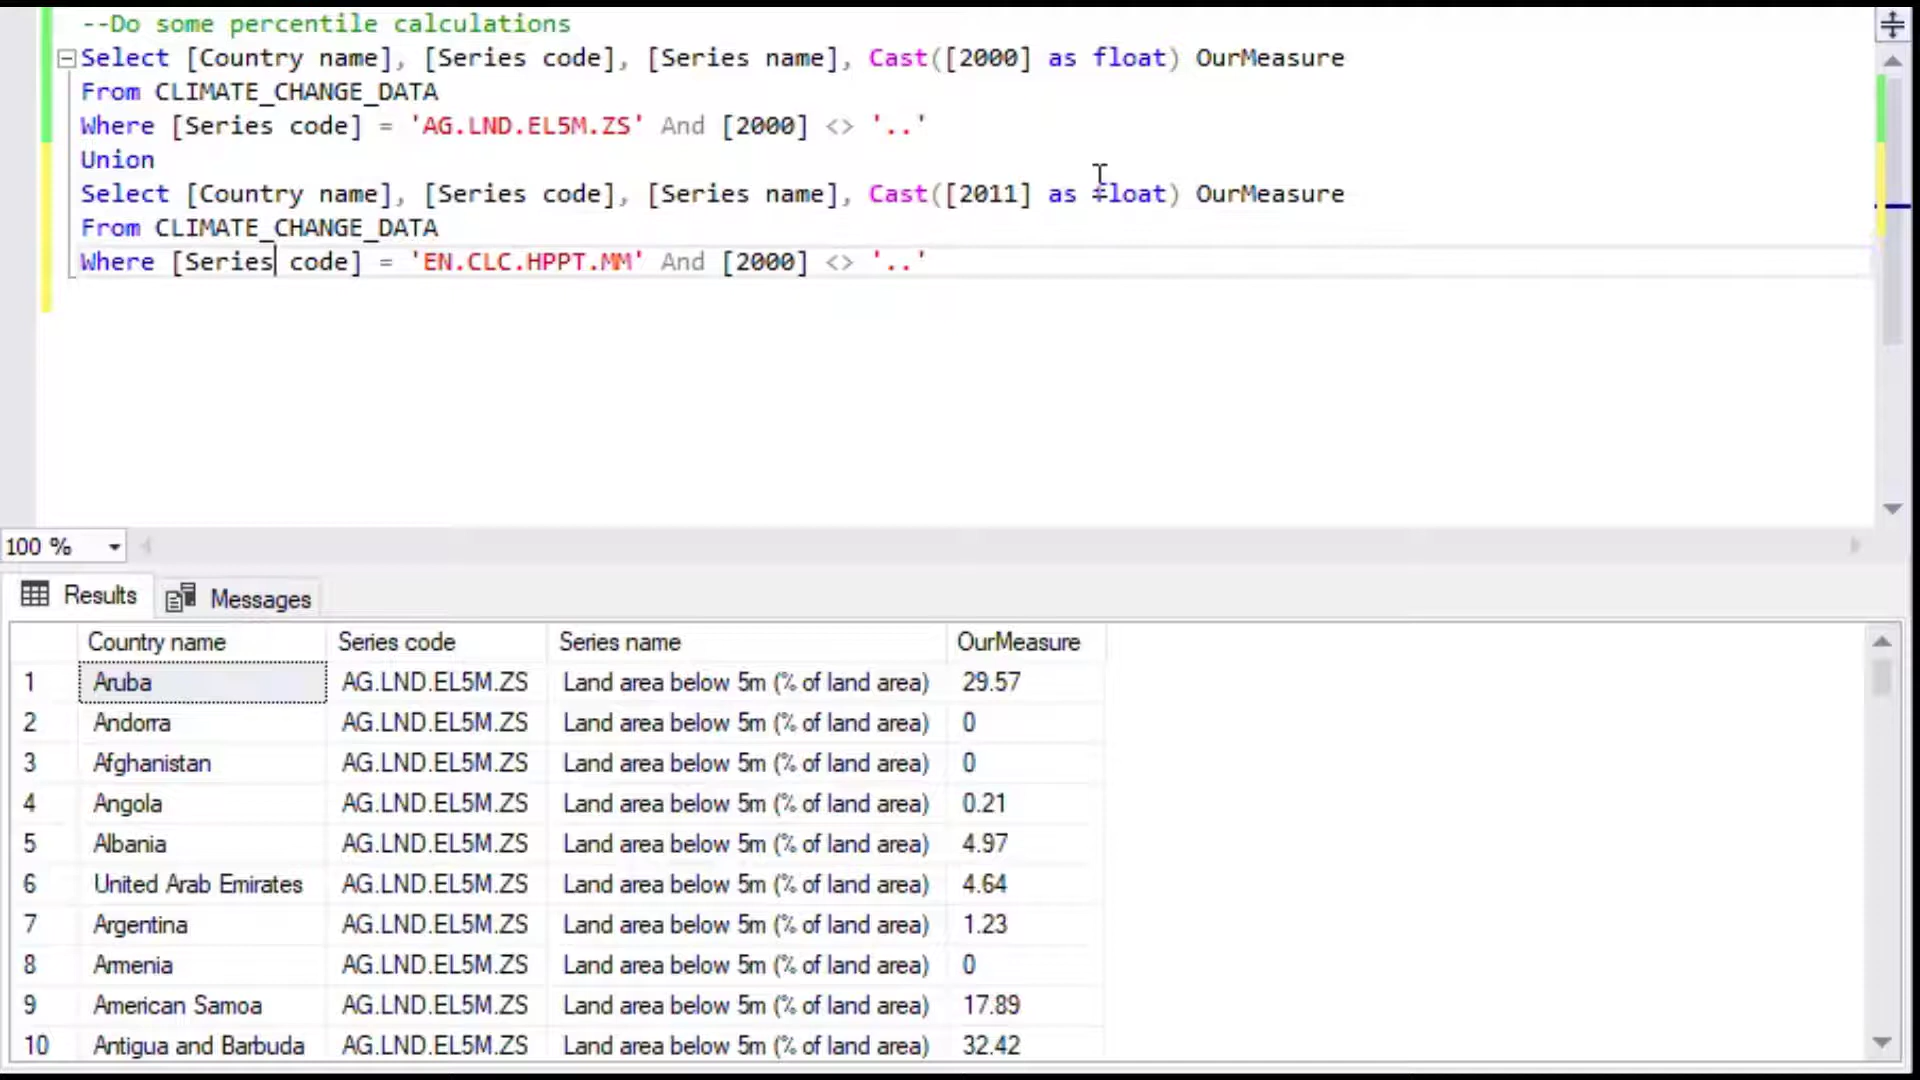 --Do some percentile calculations
Select [Country name], [Series code], [Series name], Cast([2000] as float) OurMeasure
From CLIMATE_CHANGE_DATA
Where [Series code] = 'AG.LND.EL5M.ZS' And [2000] <> '..'
Union
Select [Country name], [Series code], [Series name], Cast([2011] as float) OurMeasure
From CLIMATE_CHANGE_DATA
Where [Series code] = 'EN.CLC.HPPT.MM' And [2000] <> '..'
100 %
Results Messages
Country name Series code Series name OurMeasure
1 Aruba AG.LND.EL5M.ZS Land area below 5m (% of land area) 29.57
2 Andorra AG.LND.EL5M.ZS Land area below 5m (% of land area) 0
3 Afghanistan AG.LND.EL5M.ZS Land area below 5m (% of land area) 0
4 Angola AG.LND.EL5M.ZS Land area below 5m (% of land area) 0.21
5 Albania AG.LND.EL5M.ZS Land area below 5m (% of land area) 4.97
6 United Arab Emirates AG.LND.EL5M.ZS Land area below 5m (% of land area) 4.64
7 Argentina AG.LND.EL5M.ZS Land area below 5m (% of land area) 1.23
8 Armenia AG.LND.EL5M.ZS Land area below 5m (% of land area) 0
9 American Samoa AG.LND.EL5M.ZS Land area below 5m (% of land area) 17.89
10 Antigua and Barbuda AG.LND.EL5M.ZS Land area below 5m (% of land area) 32.42